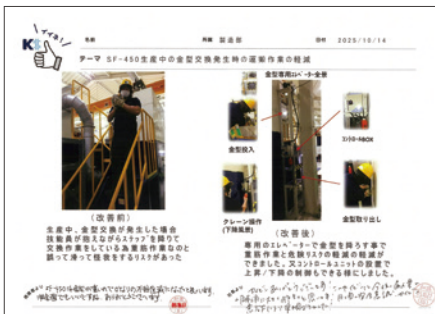 イイネ!
KS
名前
所属 製造部
日付 2025/10/14
テーマ SF-450生産中の金型交換発生時の運搬作業の軽減
金型専用エレベーター全景
金型投入
コントロールBOX
クレーン操作
(下降風景)
金型取り出し
(改善前)
生産中、金型交換が発生した場合
技能員が抱えながらステップを降りて
交換作業をしている為重筋作業なのと
誤って滑って怪我をするリスクがあった
(改善後)
専用のエレベーターで金型を降ろす事で
重筋作業と危険リスクの軽減の軽減が
できました。又コントロールユニットの設置で
上昇/下降の制御もできる様にしました。